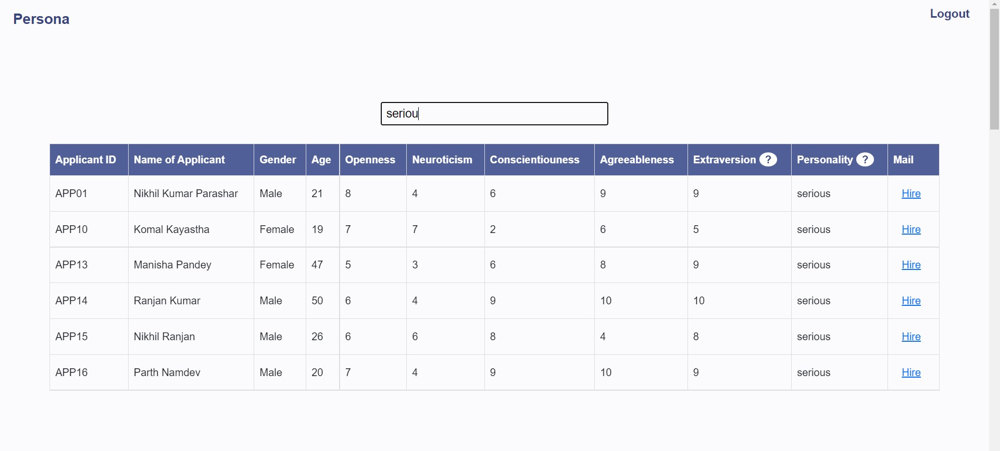 Persona
Logout
seriou
Applicant ID Name of Applicant Gender Age Openness Neuroticism Conscientiouness Agreeableness Extraversion ? Personality ? Mail
APP01 Nikhil Kumar Parashar Male 21 8 4 6 9 9 serious Hire
APP10 Komal Kayastha Female 19 7 7 2 6 5 serious Hire
APP13 Manisha Pandey Female 47 5 3 6 8 9 serious Hire
APP14 Ranjan Kumar Male 50 6 4 9 10 10 serious Hire
APP15 Nikhil Ranjan Male 26 6 6 8 4 8 serious Hire
APP16 Parth Namdev Male 20 7 4 9 10 9 serious Hire